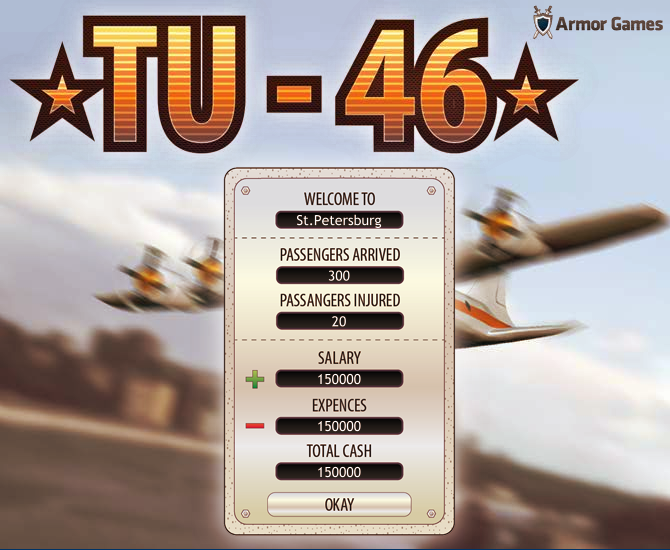 TU - 46
Armor Games
WELCOME TO
St.Petersburg
PASSENGERS ARRIVED
300
PASSANGERS INJURED
20
SALARY
150000
EXPENCES
150000
TOTAL CASH
150000
OKAY